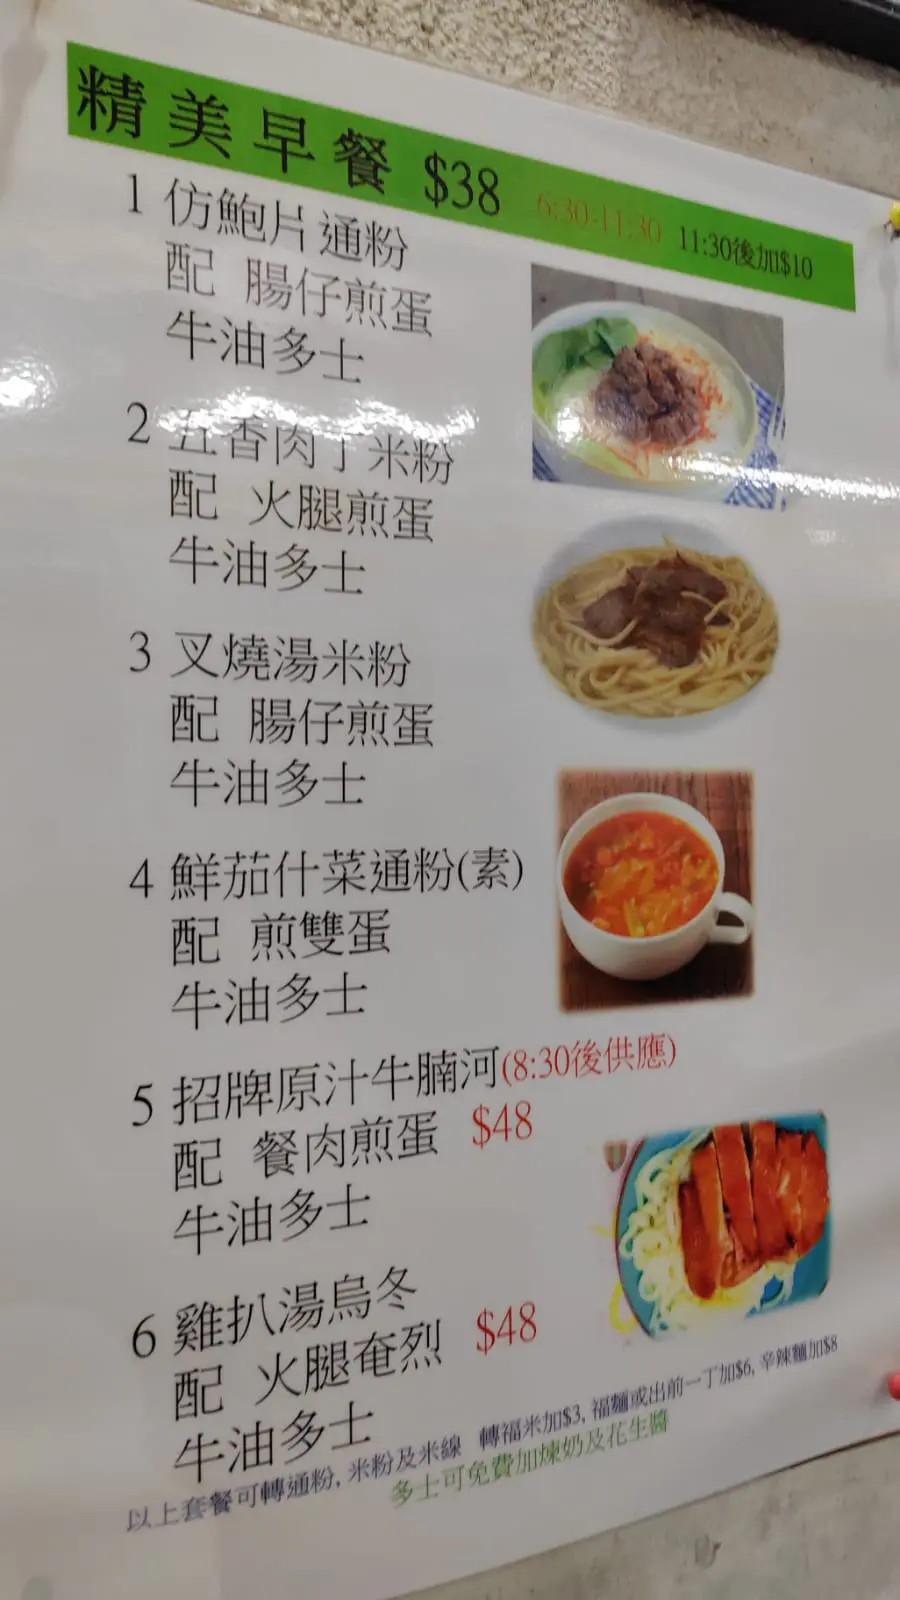 精美早餐 $38 6:30-11:30 11:30後加$10
1 仿鮑片通粉
配 腸仔煎蛋
牛油多士
2 五香肉丁米粉
配 火腿煎蛋
牛油多士
3 叉燒湯米粉
配 腸仔煎蛋
牛油多士
4 鮮茄什菜通粉(素)
配 煎雙蛋
牛油多士
5 招牌原汁牛腩河(8:30後供應)
配 餐肉煎蛋 $48
牛油多士
6 雞扒湯烏冬
配 火腿奄烈 $48
牛油多士
以上套餐可轉通粉, 米粉及米線 轉福米加$3, 福麵或出前一丁加$6, 辛辣麵加$8
多士可免費加煉奶及花生醬